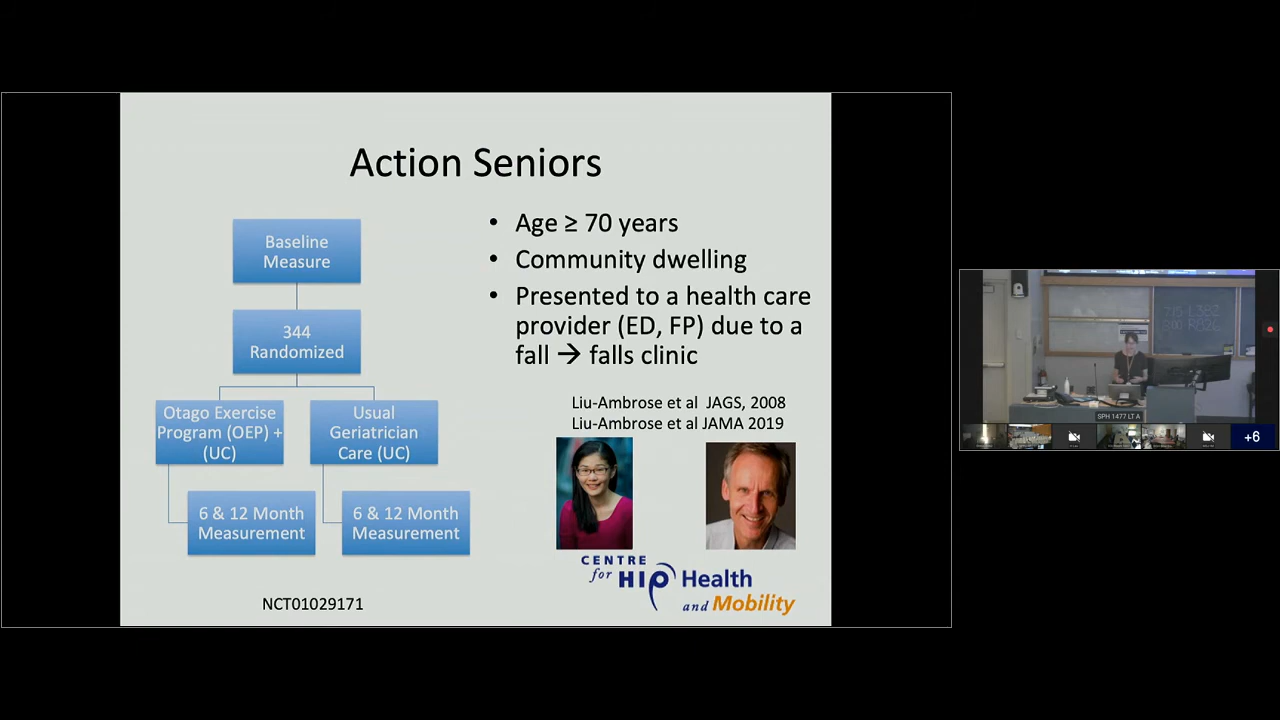 Action Seniors
Baseline
Measure
344
Randomized
Otago Exercise
Program (OEP) +
(UC)
Usual
Geriatrician
Care (UC)
6 & 12 Month
Measurement
6 & 12 Month
Measurement
NCT01029171
• Age ≥ 70 years
• Community dwelling
• Presented to a health care
provider (ED, FP) due to a
fall → falls clinic
Liu-Ambrose et al JAGS, 2008
Liu-Ambrose et al JAMA 2019
CENTRE
for HIP Health
and Mobility
SPH 1477 LT A
+6